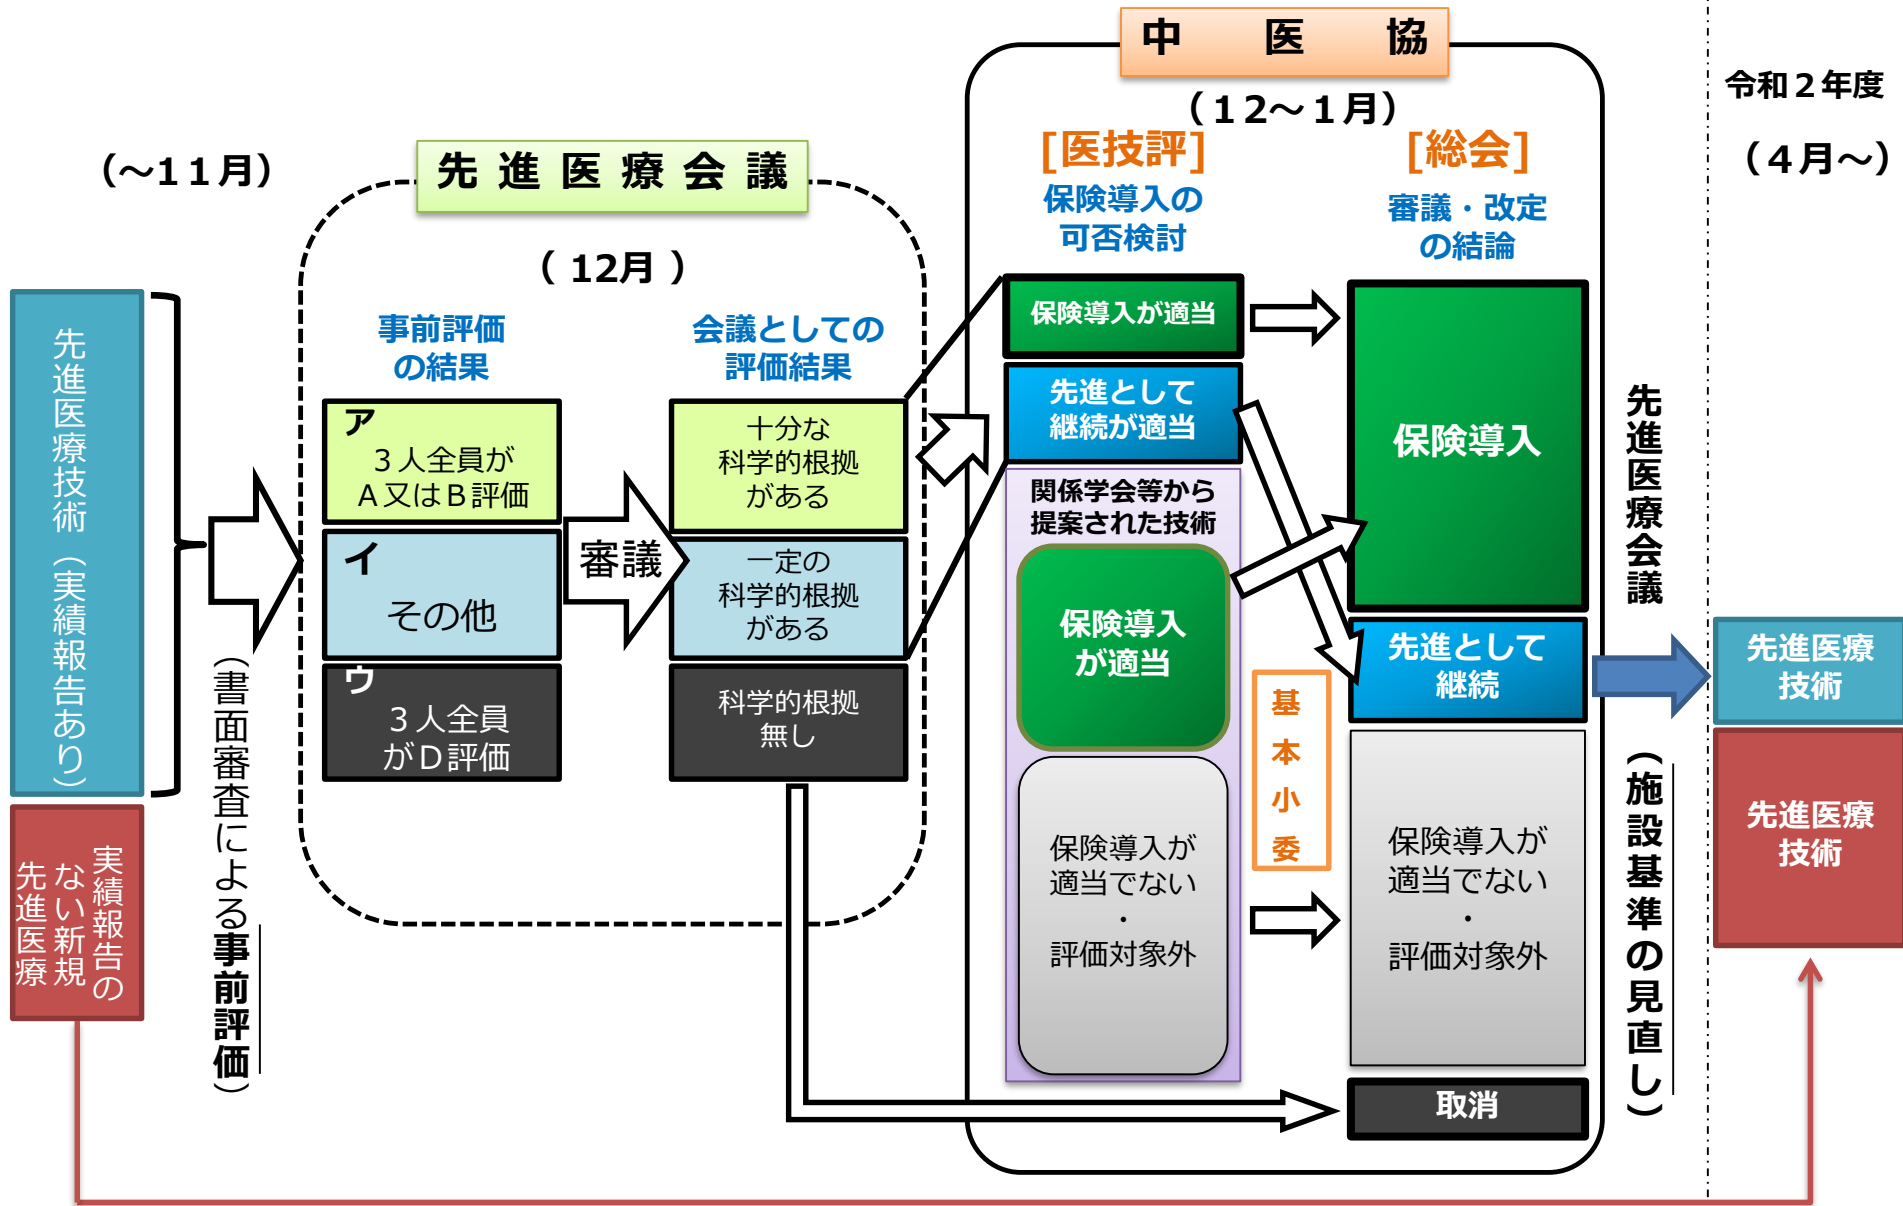 （～11月）
先進医療技術（実績報告あり）
実績報告の
ない新規
先進医療
（書面審査による事前評価）
先進医療会議
（ 12月 ）
事前評価
の結果
ア
３人全員が
Ａ又はＢ評価
イ
その他
ウ
３人全員
がＤ評価
審議
会議としての
評価結果
十分な
科学的根拠
がある
一定の
科学的根拠
がある
科学的根拠
無し
中医協
（１２～１月）
[医技評]
保険導入の
可否検討
保険導入が適当
先進として
継続が適当
関係学会等から
提案された技術
保険導入
が適当
保険導入が
適当でない
・
評価対象外
基本小委
[総会]
審議・改定
の結論
保険導入
先進として
継続
保険導入が
適当でない
・
評価対象外
取消
先進医療会議
（施設基準の見直し）
令和２年度
（４月～）
先進医療
技術
先進医療
技術